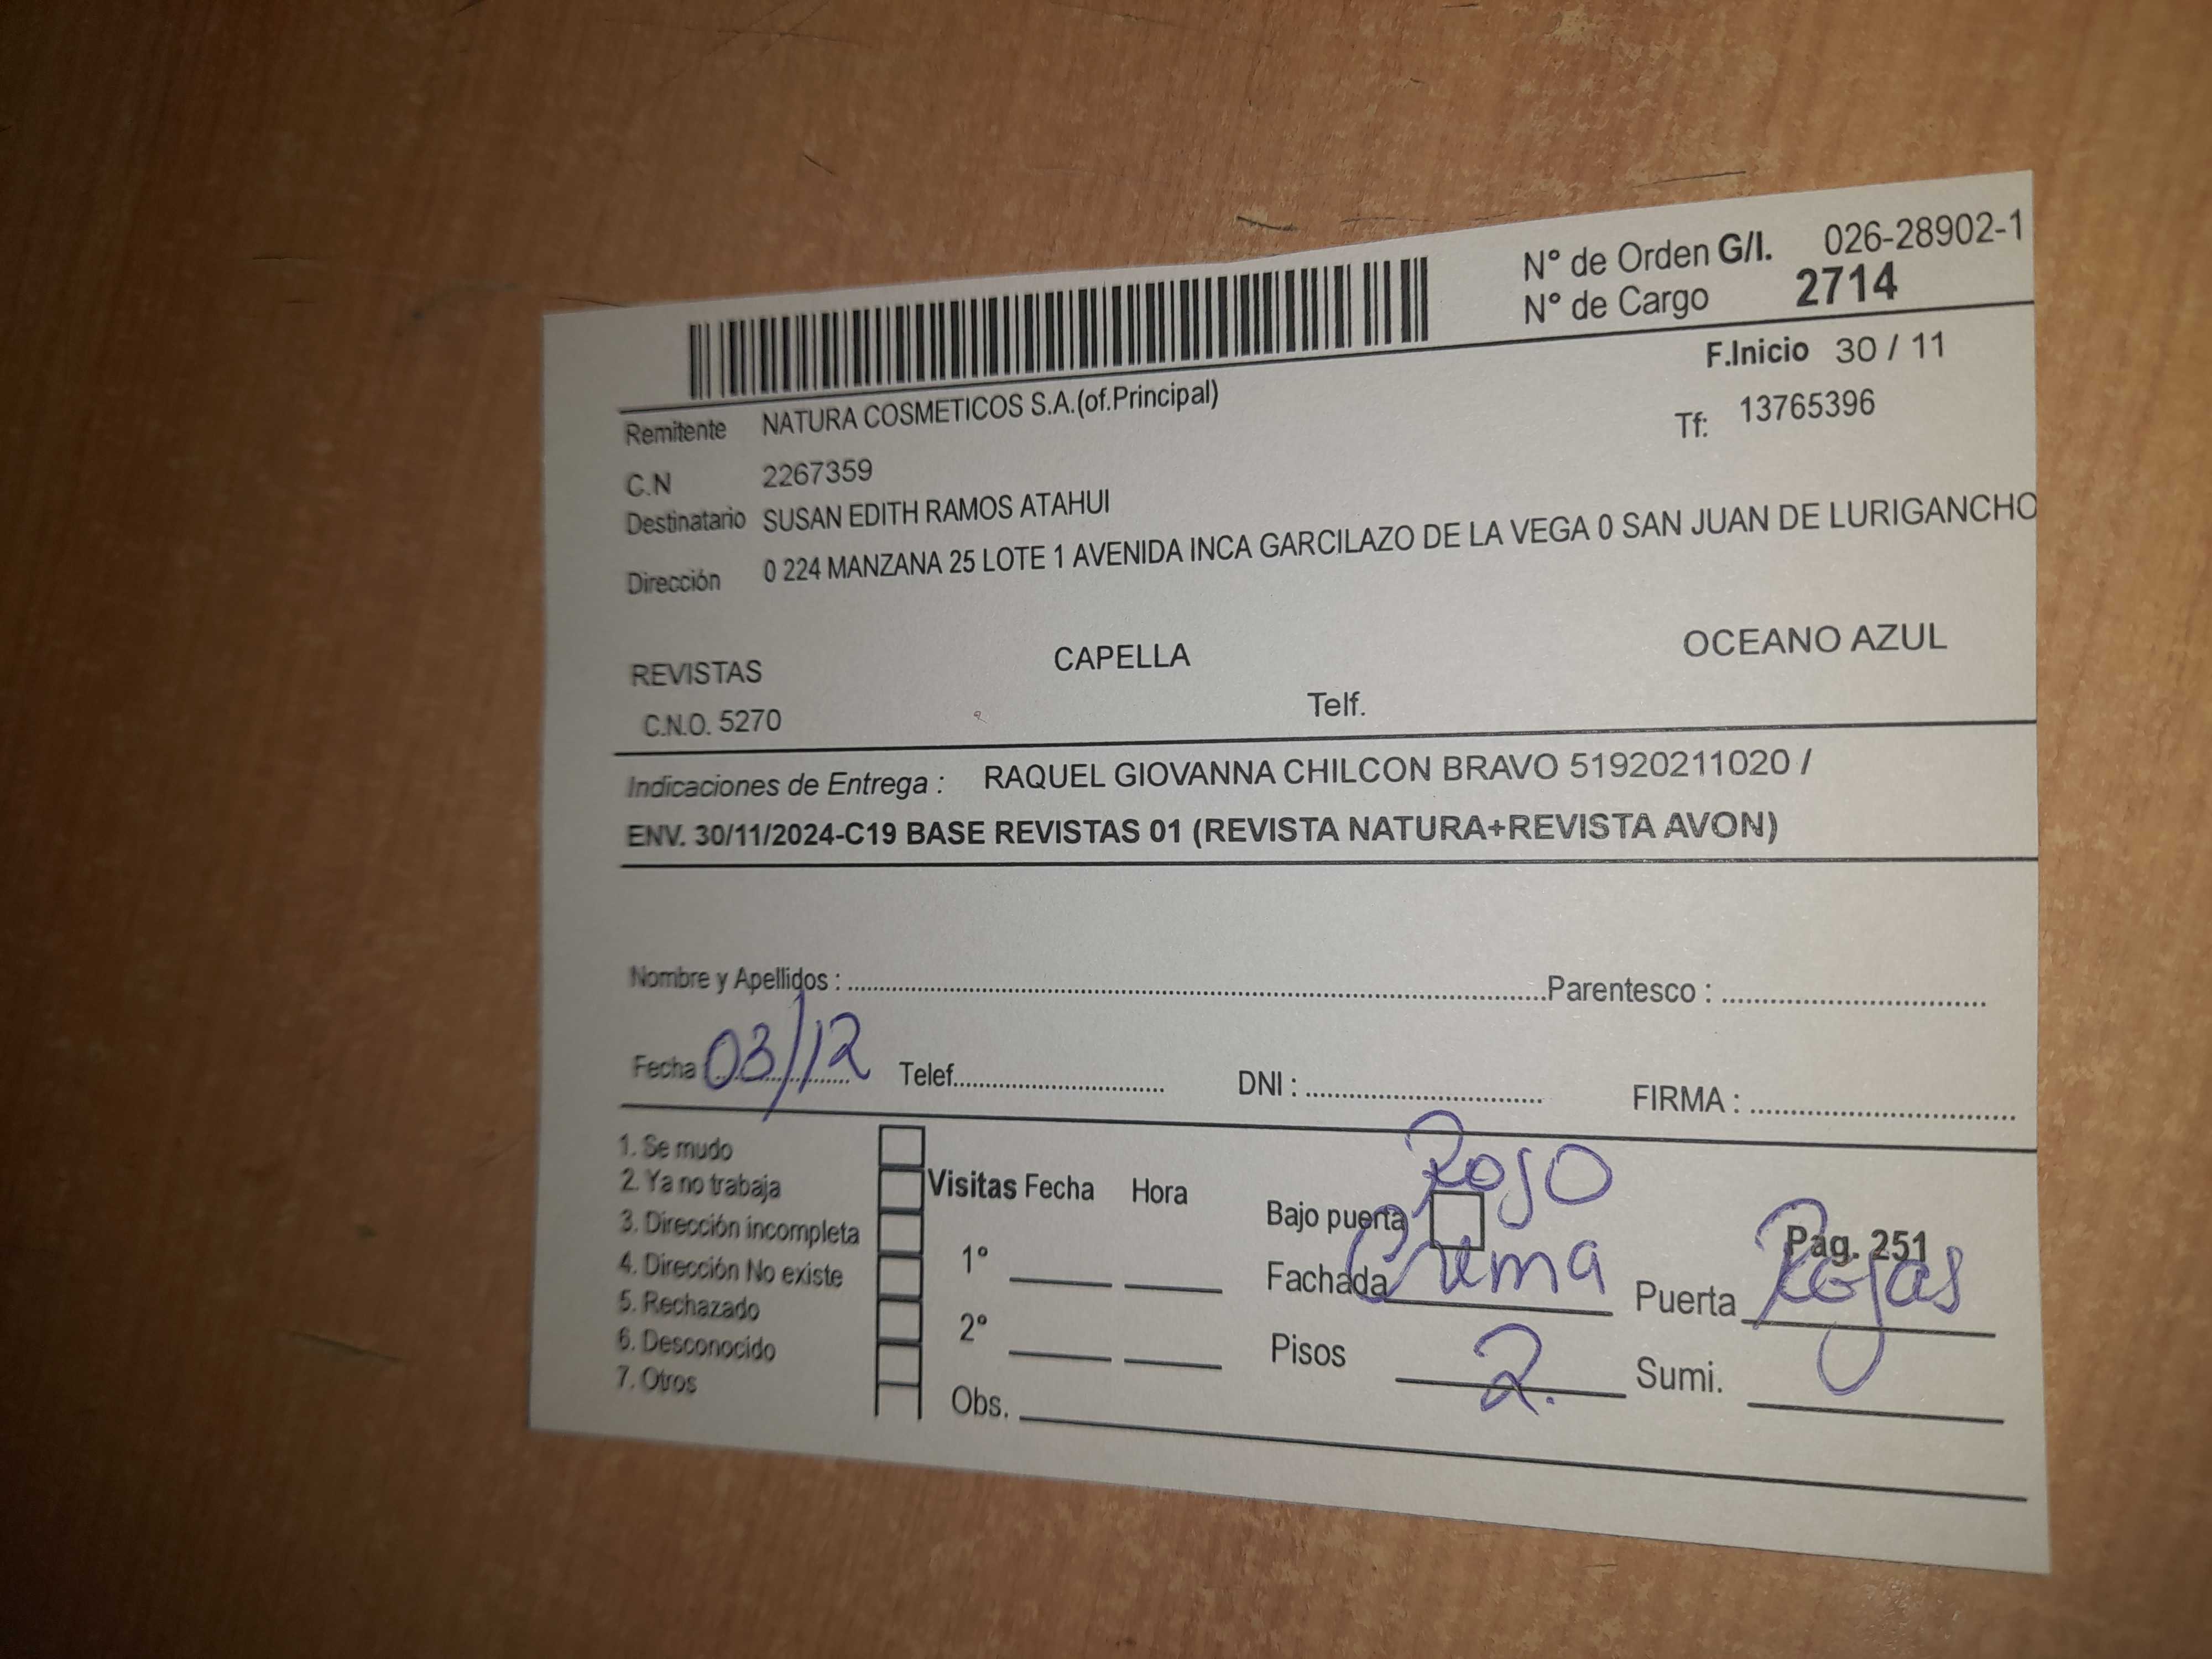 N° de Orden G/I. 026-28902-1
N° de Cargo 2714
F.Inicio 30 / 11
Remitente NATURA COSMETICOS S.A.(of.Principal)
Tf: 13765396
C.N 2267359
Destinatario SUSAN EDITH RAMOS ATAHUI
Dirección 0 224 MANZANA 25 LOTE 1 AVENIDA INCA GARCILAZO DE LA VEGA 0 SAN JUAN DE LURIGANCHO
REVISTAS CAPELLA OCEANO AZUL
C.N.O. 5270 Telf.
Indicaciones de Entrega : RAQUEL GIOVANNA CHILCON BRAVO 51920211020 /
ENV. 30/11/2024-C19 BASE REVISTAS 01 (REVISTA NATURA+REVISTA AVON)
Nombre y Apellidos : Parentesco :
Fecha 03/12 Telef. DNI : FIRMA :
1. Se mudo
2. Ya no trabaja
3. Dirección incompleta
4. Dirección No existe
5. Rechazado
6. Desconocido
7. Otros
Visitas Fecha Hora
1°
2°
Obs.
Rojo
Bajo puerta
Pag. 251
Fachada Crema Puerta Rejas
Pisos 2. Sumi.